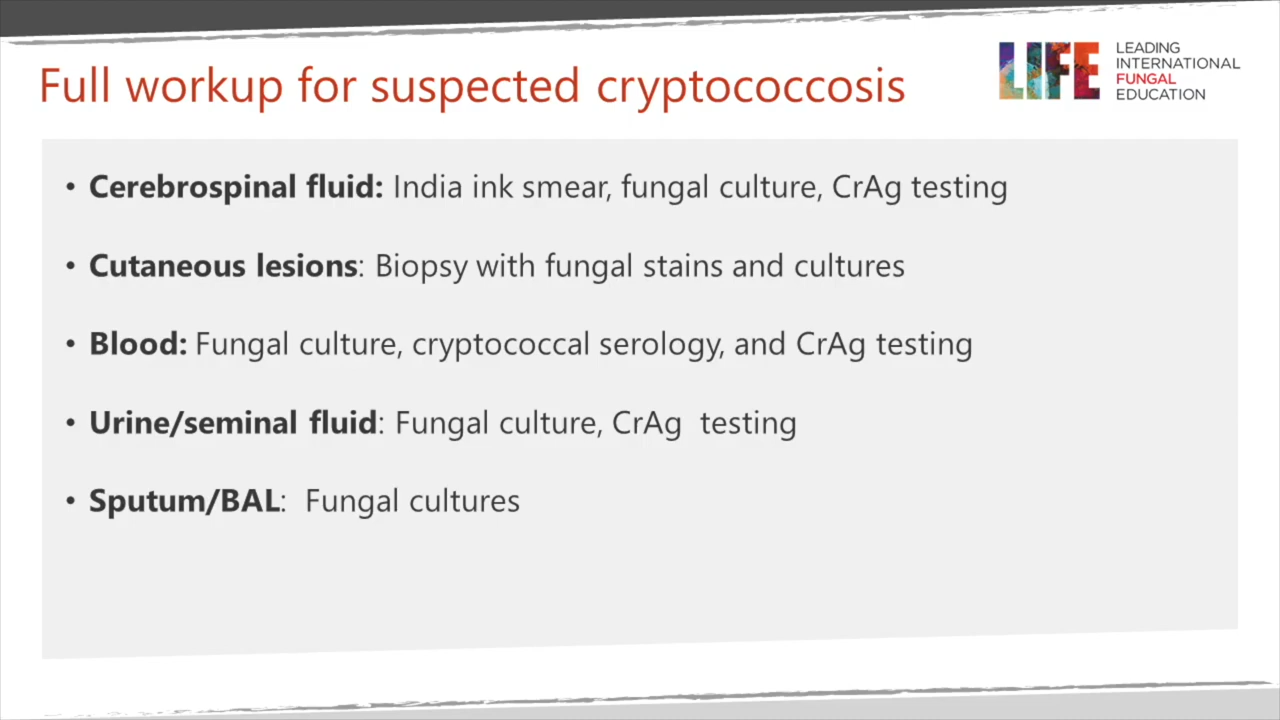 Full workup for suspected cryptococcosis
LIFE
LEADING
INTERNATIONAL
FUNGAL
EDUCATION
• Cerebrospinal fluid: India ink smear, fungal culture, CrAg testing
• Cutaneous lesions: Biopsy with fungal stains and cultures
• Blood: Fungal culture, cryptococcal serology, and CrAg testing
• Urine/seminal fluid: Fungal culture, CrAg  testing
• Sputum/BAL:  Fungal cultures